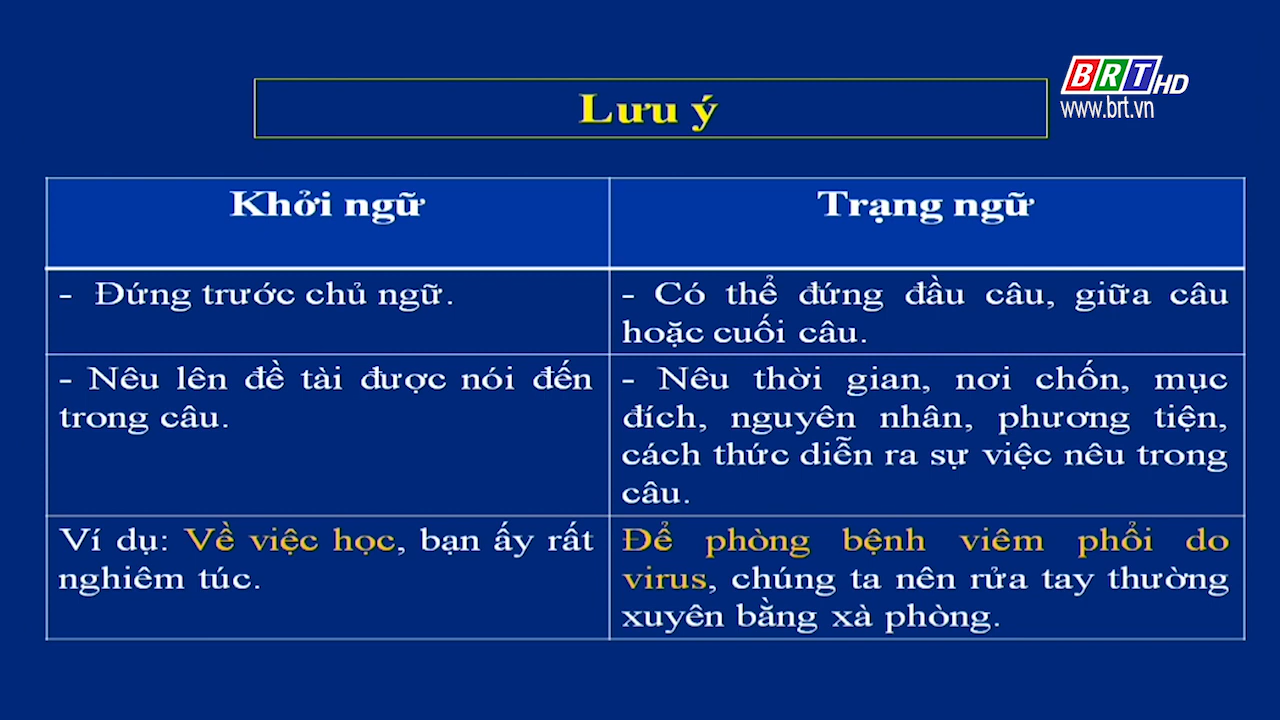 BRT HD
www.brt.vn
Lưu ý
Khởi ngữ
Trạng ngữ
- Đứng trước chủ ngữ.
- Có thể đứng đầu câu, giữa câu
hoặc cuối câu.
- Nêu lên đề tài được nói đến
trong câu.
- Nêu thời gian, nơi chốn, mục
đích, nguyên nhân, phương tiện,
cách thức diễn ra sự việc nêu trong
câu.
Ví dụ: Về việc học, bạn ấy rất
nghiêm túc.
Để phòng bệnh viêm phổi do
virus, chúng ta nên rửa tay thường
xuyên bằng xà phòng.